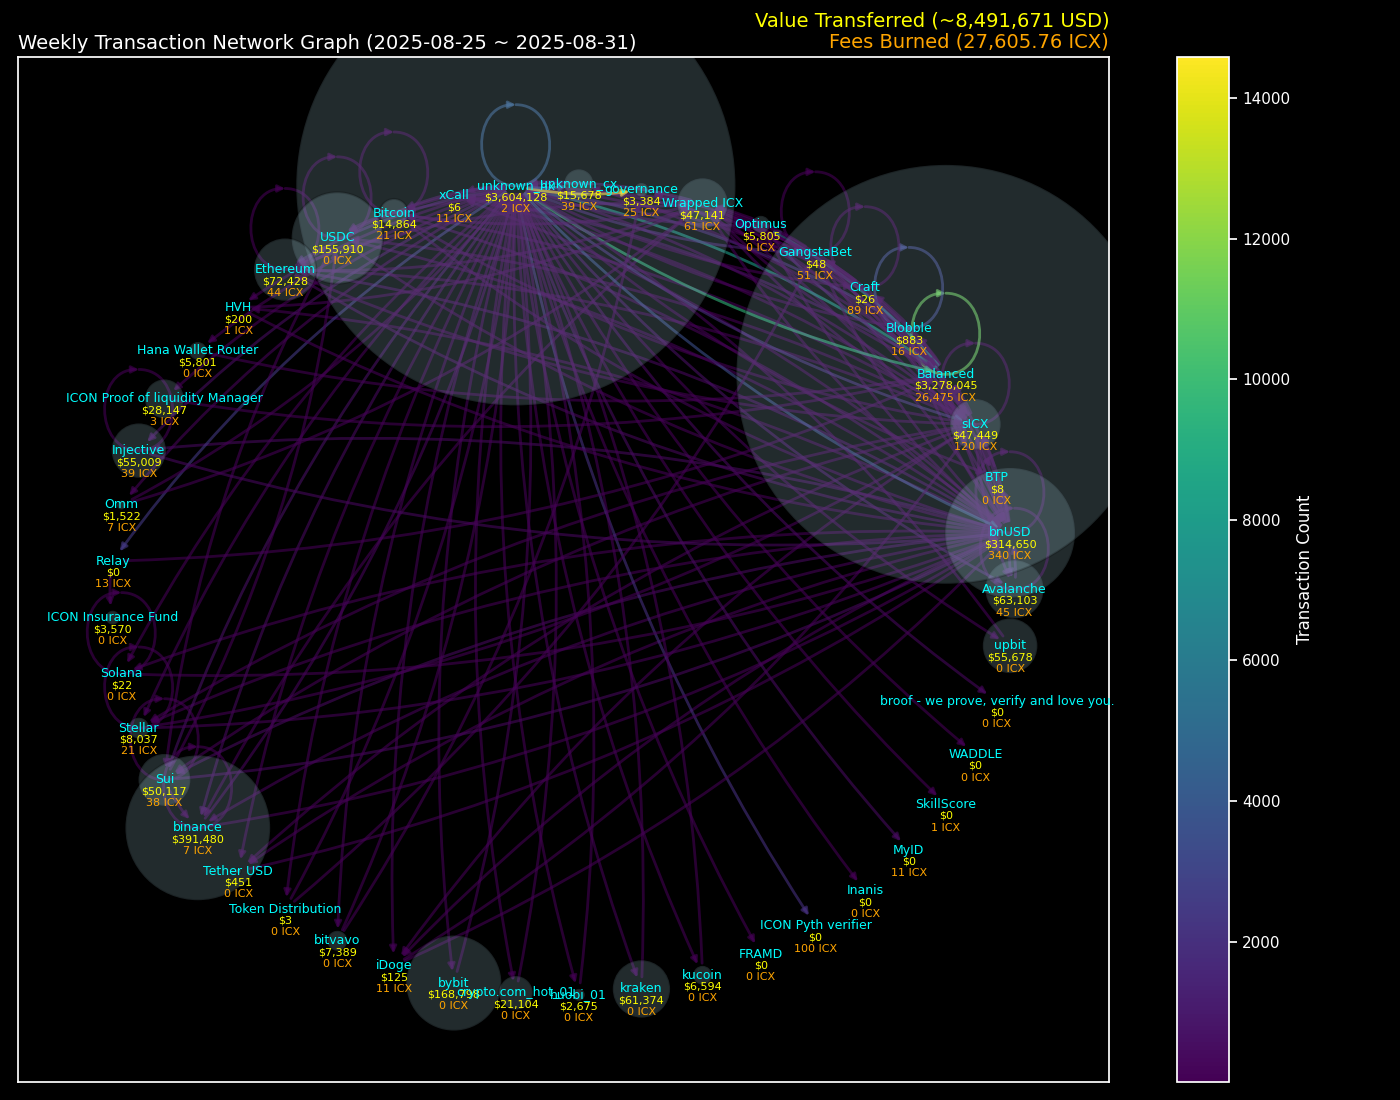 Value Transferred (~8,491,671 USD)
Weekly Transaction Network Graph (2025-08-25 ~ 2025-08-31)
Fees Burned (27,605.76 ICX)
unknown_hx
$3,604,128
2 ICX
unknown_cx
$15,678
39 ICX
governance
$3,384
25 ICX
Wrapped ICX
$47,141
61 ICX
Optimus
$5,805
0 ICX
GangstaBet
$48
51 ICX
Craft
$26
89 ICX
Blobble
$883
16 ICX
Balanced
$3,278,045
26,475 ICX
sICX
$47,449
120 ICX
BTP
$8
0 ICX
bnUSD
$314,650
340 ICX
Avalanche
$63,103
45 ICX
upbit
$55,678
0 ICX
broof - we prove, verify and love you.
$0
0 ICX
WADDLE
$0
0 ICX
SkillScore
$0
1 ICX
MyID
$0
11 ICX
Inanis
$0
0 ICX
ICON Pyth verifier
$0
100 ICX
FRAMD
$0
0 ICX
kucoin
$6,594
0 ICX
kraken
$61,374
0 ICX
huobi_01
$2,675
0 ICX
crypto.com_hot_01
$21,104
0 ICX
bybit
$168,798
0 ICX
iDoge
$125
11 ICX
bitvavo
$7,389
0 ICX
Token Distribution
$3
0 ICX
Tether USD
$451
0 ICX
binance
$391,480
7 ICX
Sui
$50,117
38 ICX
Stellar
$8,037
21 ICX
Solana
$22
0 ICX
ICON Insurance Fund
$3,570
0 ICX
Relay
$0
13 ICX
Omm
$1,522
7 ICX
Injective
$55,009
39 ICX
ICON Proof of liquidity Manager
$28,147
3 ICX
Hana Wallet Router
$5,801
0 ICX
HVH
$200
1 ICX
Ethereum
$72,428
44 ICX
USDC
$155,910
0 ICX
Bitcoin
$14,864
21 ICX
xCall
$6
11 ICX
14000
12000
10000
8000
6000
4000
2000
Transaction Count